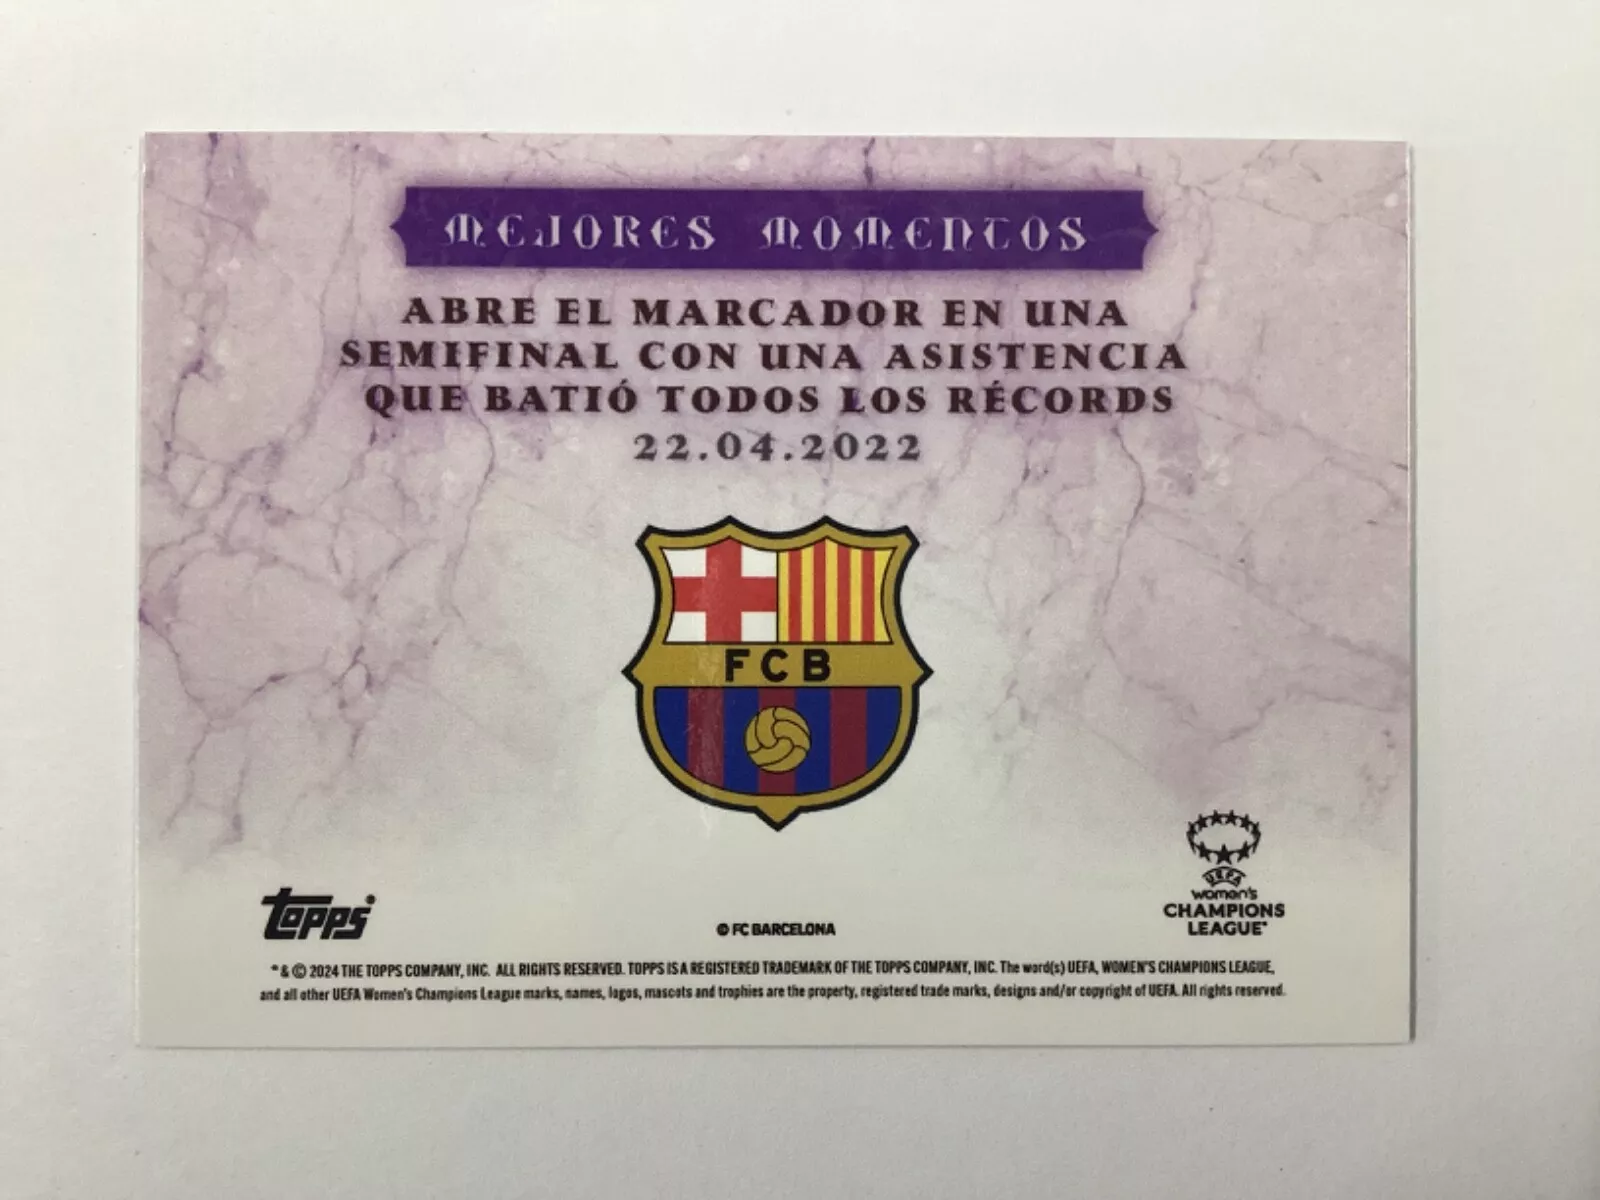 MEJORES MOMENTOS
ABRE EL MARCADOR EN UNA
SEMIFINAL CON UNA ASISTENCIA
QUE BATIÓ TODOS LOS RÉCORDS
22.04.2022
FCB
topps
© FC BARCELONA
UEFA
women's
CHAMPIONS
LEAGUE™
™ & © 2024 THE TOPPS COMPANY, INC. ALL RIGHTS RESERVED. TOPPS IS A REGISTERED TRADEMARK OF THE TOPPS COMPANY, INC. The word(s) UEFA, WOMEN'S CHAMPIONS LEAGUE,
and all other UEFA Women's Champions League marks, names, logos, mascots and trophies are the property, registered trade marks, designs and/or copyright of UEFA. All rights reserved.